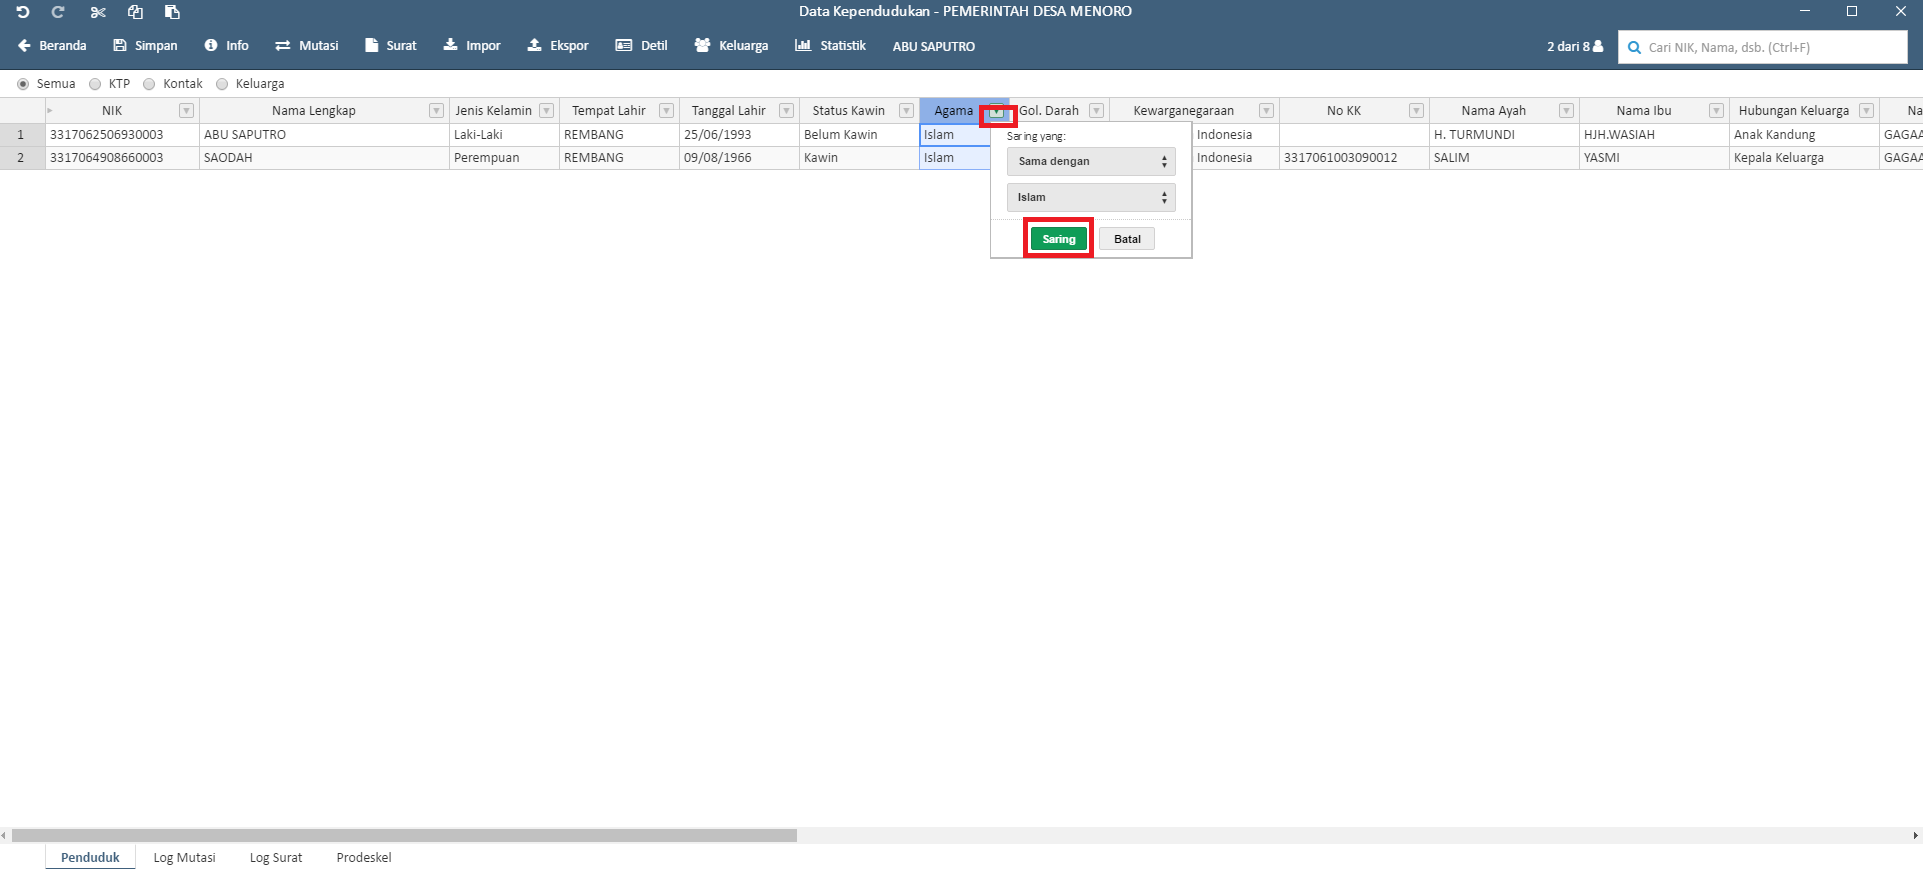 Data Kependudukan - PEMERINTAH DESA MENORO
Beranda Simpan Info Mutasi Surat Impor Ekspor Detil Keluarga Statistik ABU SAPUTRO 2 dari 8 Cari NIK, Nama, dsb. (Ctrl+F)
Semua KTP Kontak Keluarga
NIK Nama Lengkap Jenis Kelamin Tempat Lahir Tanggal Lahir Status Kawin Agama Gol. Darah Kewarganegaraan No KK Nama Ayah Nama Ibu Hubungan Keluarga Na
1 3317062506930003 ABU SAPUTRO Laki-Laki REMBANG 25/06/1993 Belum Kawin Islam Indonesia H. TURMUNDI HJH.WASIAH Anak Kandung GAGAA
2 3317064908660003 SAODAH Perempuan REMBANG 09/08/1966 Kawin Islam Indonesia 3317061003090012 SALIM YASMI Kepala Keluarga GAGAA
Saring yang:
Sama dengan
Islam
Saring Batal
Penduduk Log Mutasi Log Surat Prodeskel